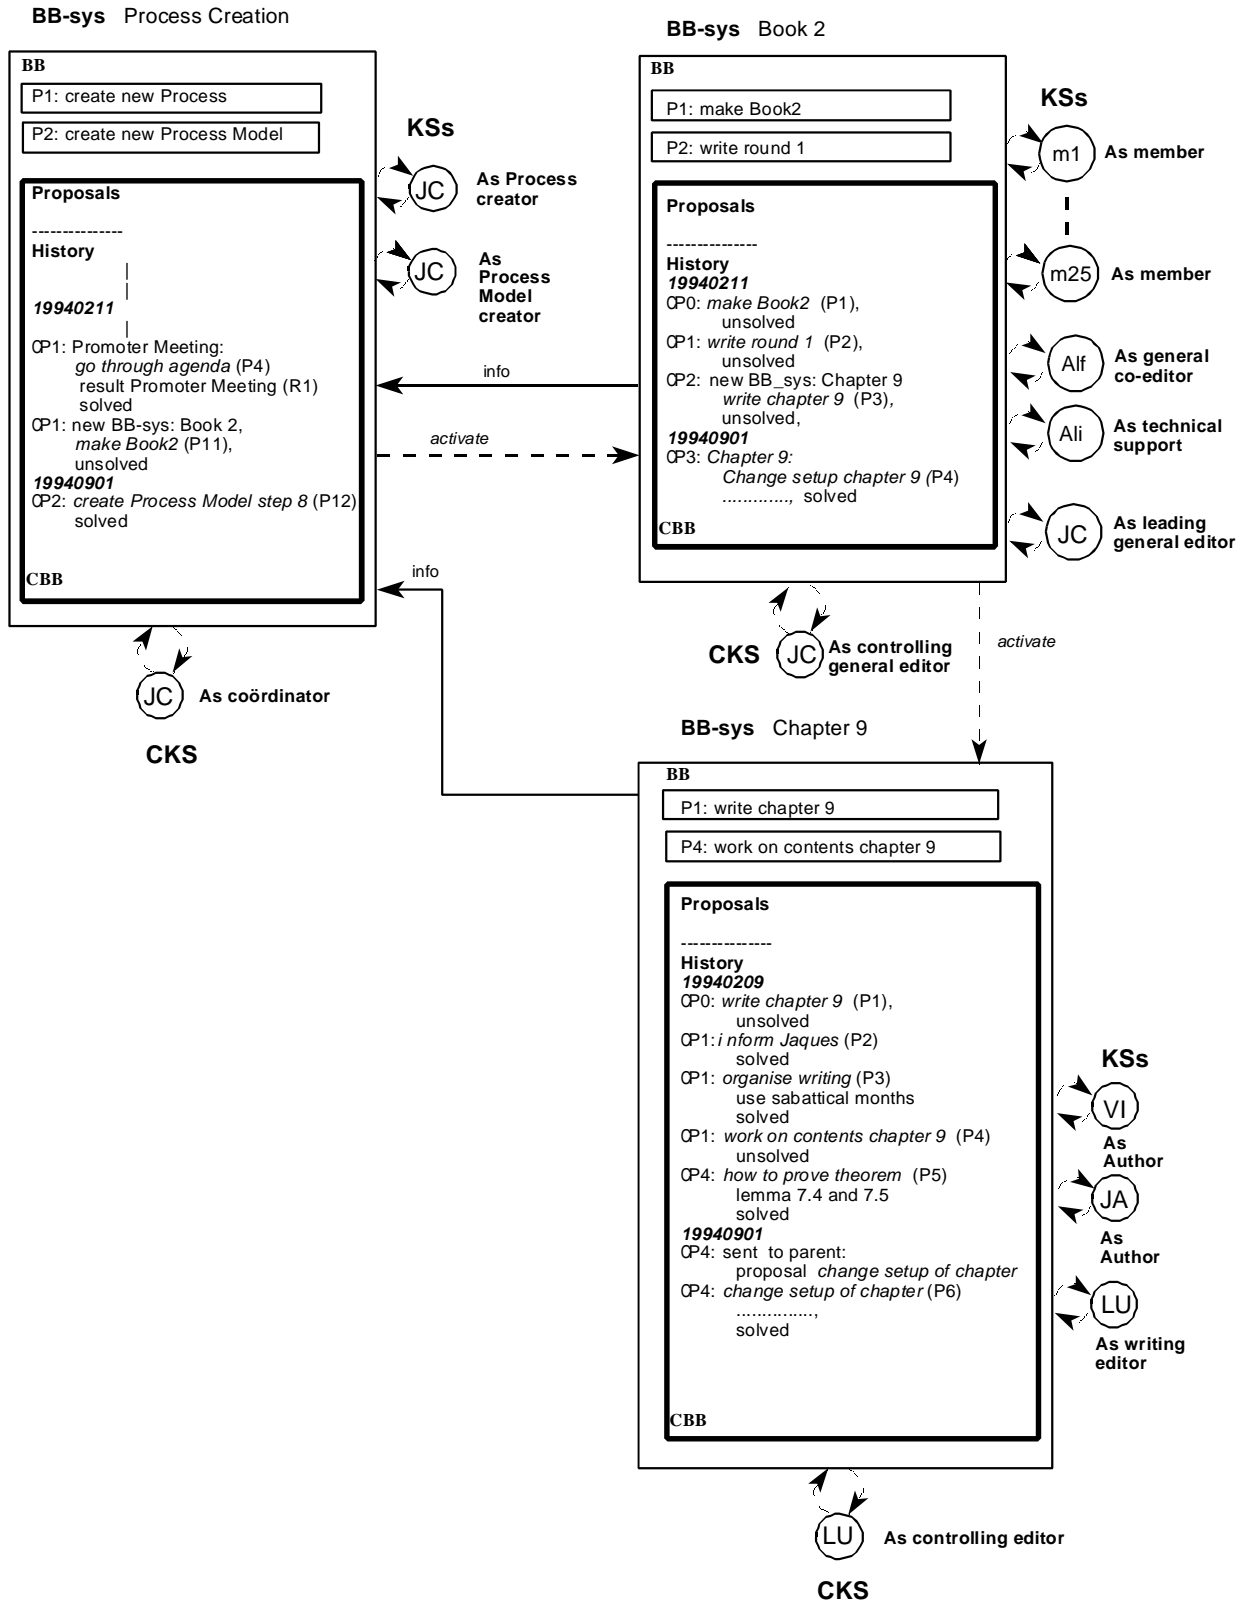 BB-sys Process Creation
BB
P1: create new Process
P2: create new Process Model
Proposals
---------------
History
19940211
CP1: Promoter Meeting:
go through agenda (P4)
result Promoter Meeting (R1)
solved
CP1: new BB-sys: Book 2,
make Book2 (P11),
unsolved
19940901
CP2: create Process Model step 8 (P12)
solved
CBB
KSs
JC
As Process
creator
JC
As
Process
Model
creator
JC
As coördinator
CKS
info
activate
info
BB-sys Book 2
BB
P1: make Book2
P2: write round 1
Proposals
---------------
History
19940211
CP0: make Book2 (P1),
unsolved
CP1: write round 1 (P2),
unsolved
CP2: new BB_sys: Chapter 9
write chapter 9 (P3),
unsolved,
19940901
CP3: Chapter 9:
Change setup chapter 9 (P4)
............., solved
CBB
KSs
m1
As member
m25
As member
Alf
As general
co-editor
Ali
As technical
support
JC
As leading
general editor
CKS
JC
As controlling
general editor
activate
BB-sys Chapter 9
BB
P1: write chapter 9
P4: work on contents chapter 9
Proposals
---------------
History
19940209
CP0: write chapter 9 (P1),
unsolved
CP1: i nform Jaques (P2)
solved
CP1: organise writing (P3)
use sabattical months
solved
CP1: work on contents chapter 9 (P4)
unsolved
CP4: how to prove theorem (P5)
lemma 7.4 and 7.5
solved
19940901
CP4: sent to parent:
proposal change setup of chapter
CP4: change setup of chapter (P6)
...............,
solved
CBB
KSs
VI
As
Author
JA
As
Author
LU
As writing
editor
LU
As controlling editor
CKS